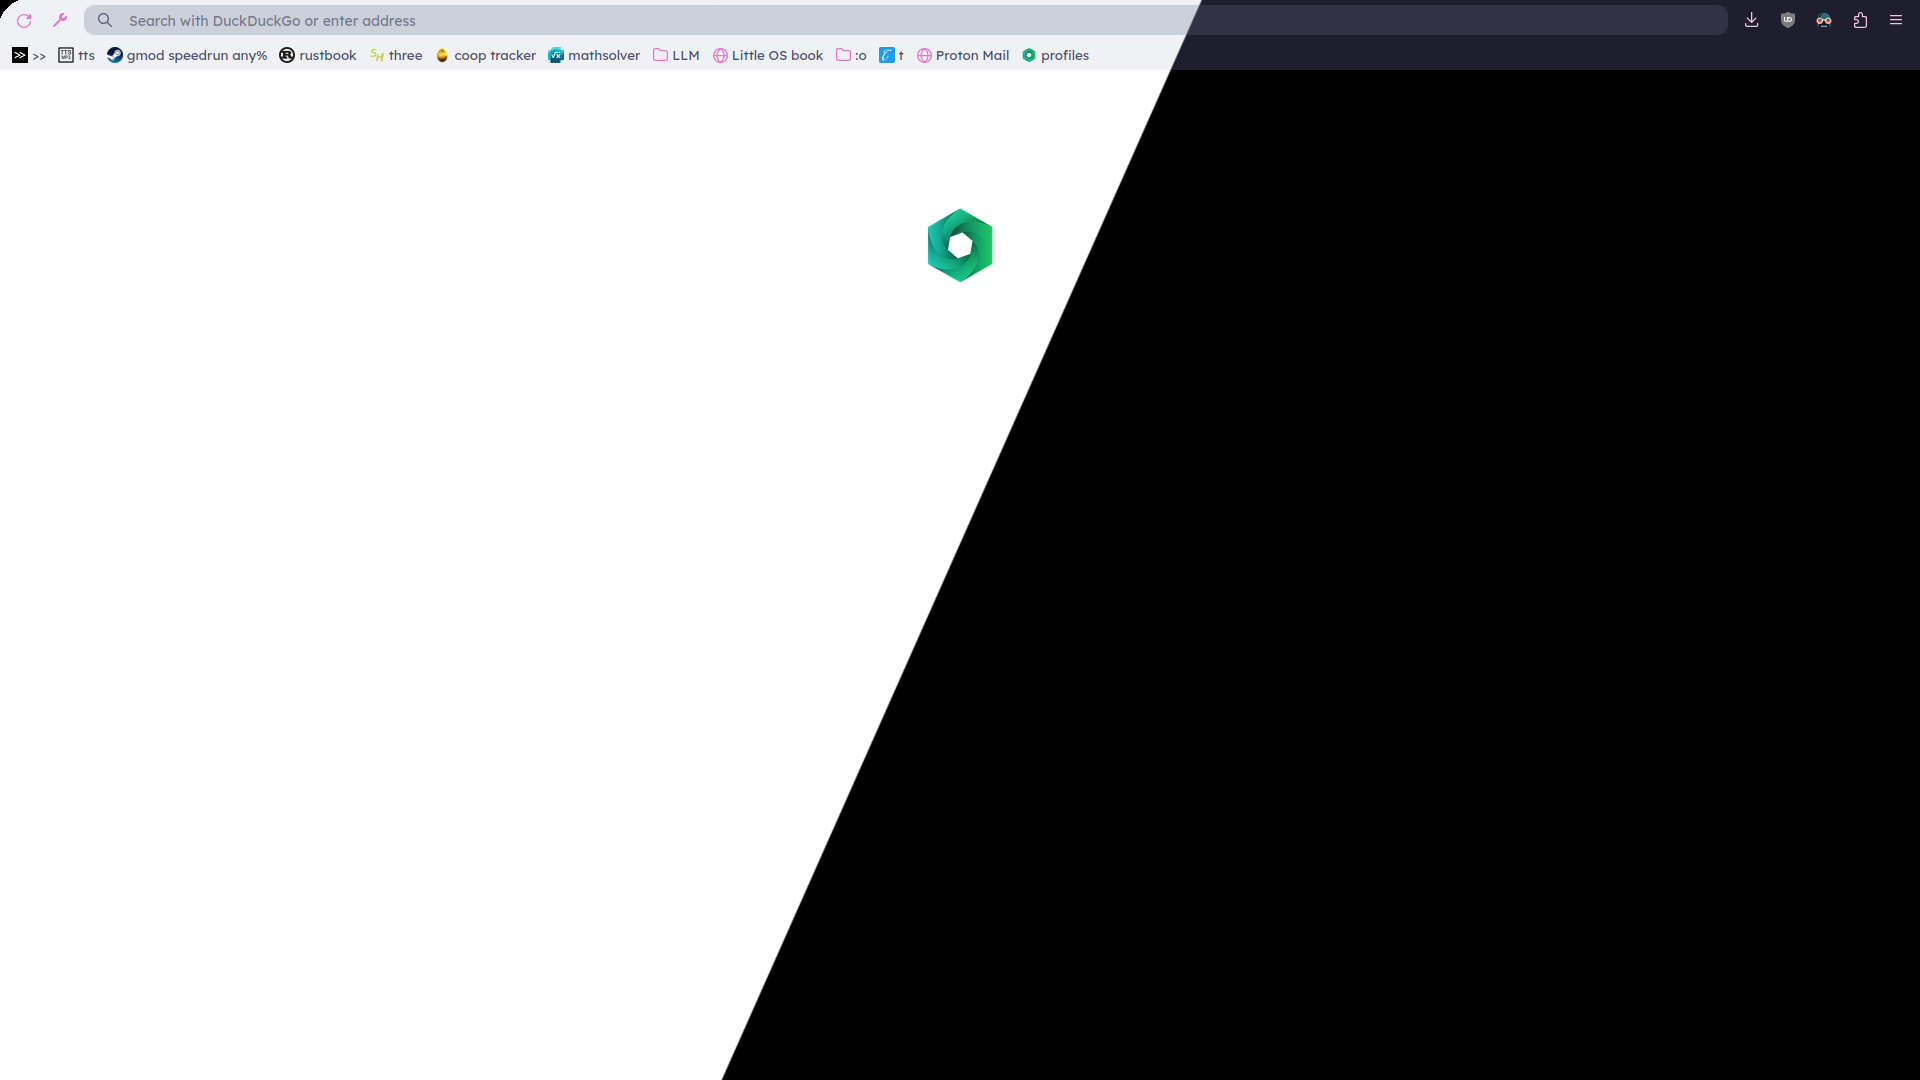 Search with DuckDuckGo or enter address
>> tts gmod speedrun any% rustbook three coop tracker mathsolver LLM Little OS book :o t Proton Mail profiles